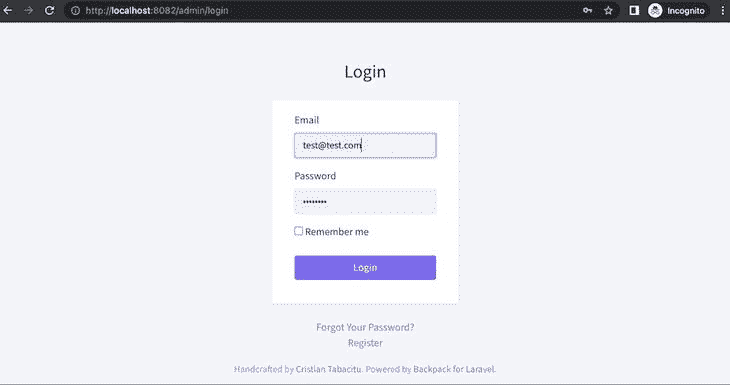 http://localhost:8082/admin/login
Incognito
Login
Email
test@test.com
Password
••••••••
Remember me
Login
Forgot Your Password?
Register
Handcrafted by Cristian Tabacitu. Powered by Backpack for Laravel.